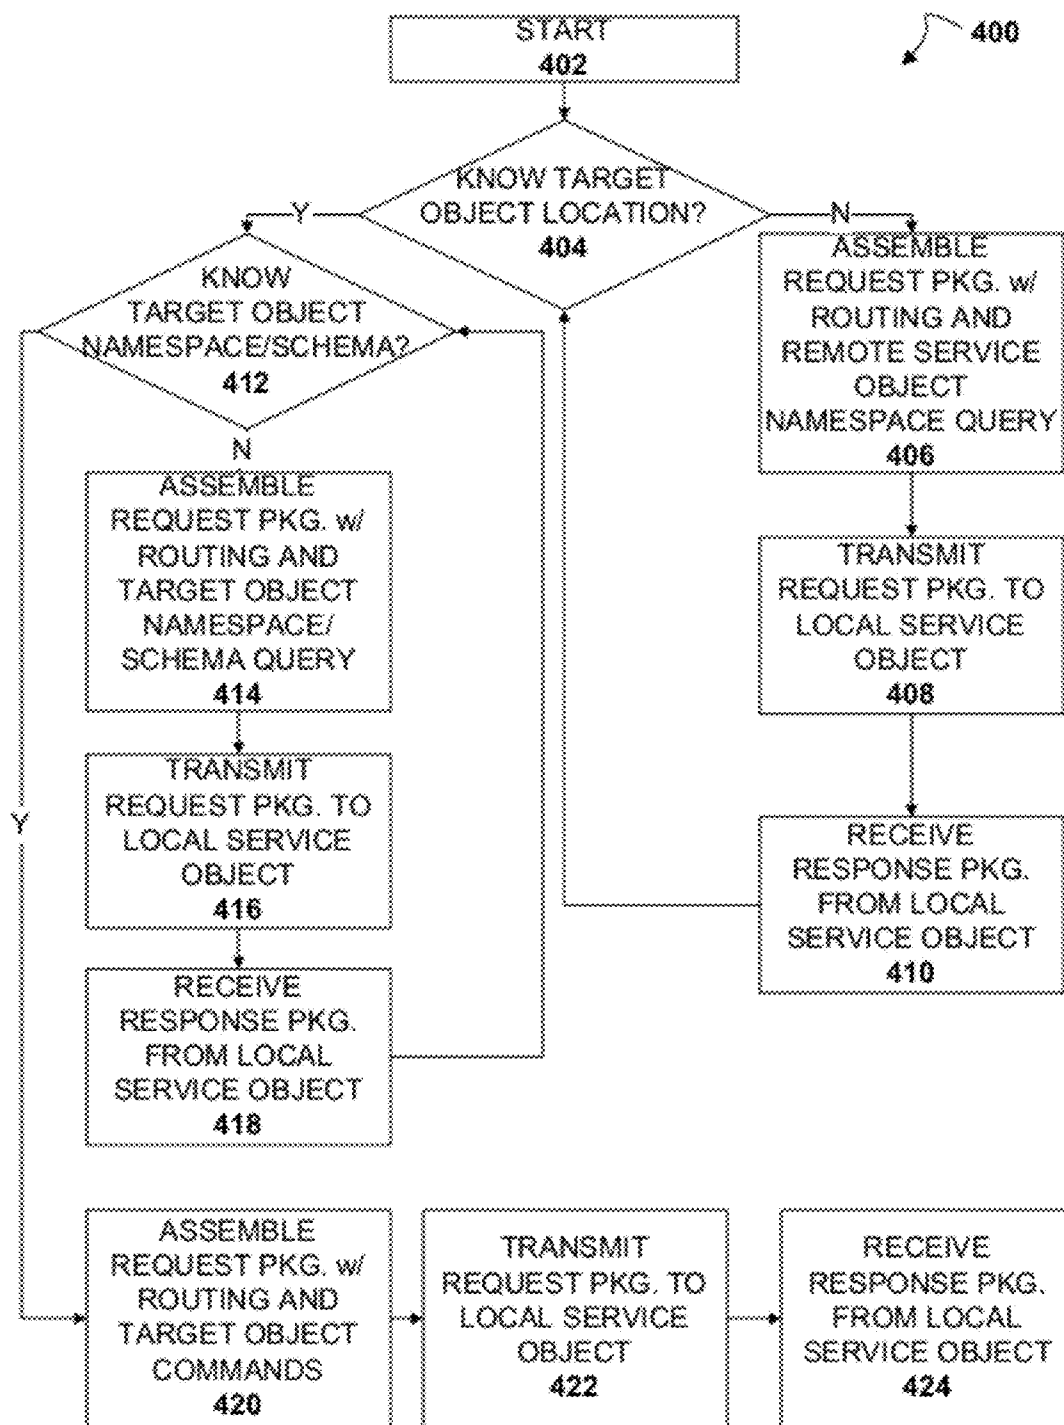 START
402
400
KNOW TARGET
OBJECT LOCATION?
404
Y
N
KNOW
TARGET OBJECT
NAMESPACE/SCHEMA?
412
ASSEMBLE
REQUEST PKG. w/
ROUTING AND
REMOTE SERVICE
OBJECT
NAMESPACE QUERY
406
N
ASSEMBLE
REQUEST PKG. w/
ROUTING AND
TARGET OBJECT
NAMESPACE/
SCHEMA QUERY
414
TRANSMIT
REQUEST PKG. TO
LOCAL SERVICE
OBJECT
408
Y
TRANSMIT
REQUEST PKG. TO
LOCAL SERVICE
OBJECT
416
RECEIVE
RESPONSE PKG.
FROM LOCAL
SERVICE OBJECT
410
RECEIVE
RESPONSE PKG.
FROM LOCAL
SERVICE OBJECT
418
ASSEMBLE
REQUEST PKG. w/
ROUTING AND
TARGET OBJECT
COMMANDS
420
TRANSMIT
REQUEST PKG. TO
LOCAL SERVICE
OBJECT
422
RECEIVE
RESPONSE PKG.
FROM LOCAL
SERVICE OBJECT
424